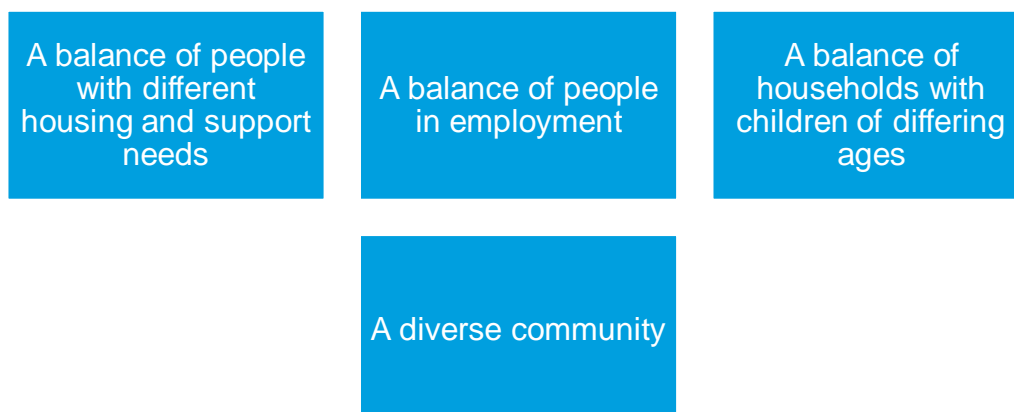 A balance of people
with different
housing and support
needs
A balance of people
in employment
A balance of
households with
children of differing
ages
A diverse community